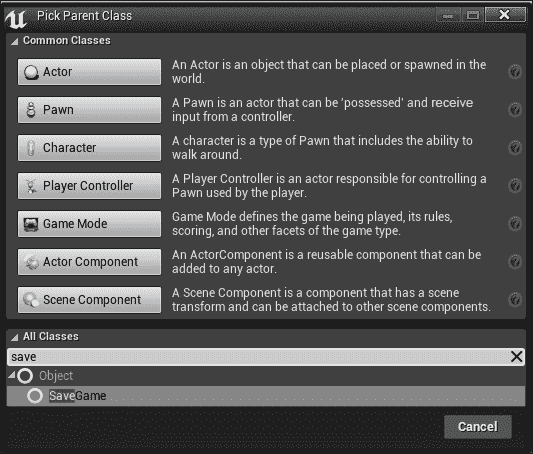 Pick Parent Class
Common Classes
Actor
An Actor is an object that can be placed or spawned in the
world.
Pawn
A Pawn is an actor that can be 'possessed' and receive
input from a controller.
Character
A character is a type of Pawn that includes the ability to
walk around.
Player Controller
A Player Controller is an actor responsible for controlling a
Pawn used by the player.
Game Mode
Game Mode defines the game being played, its rules,
scoring, and other facets of the game type.
Actor Component
An ActorComponent is a reusable component that can be
added to any actor.
Scene Component
A Scene Component is a component that has a scene
transform and can be attached to other scene components.
All Classes
save
Object
SaveGame
Cancel